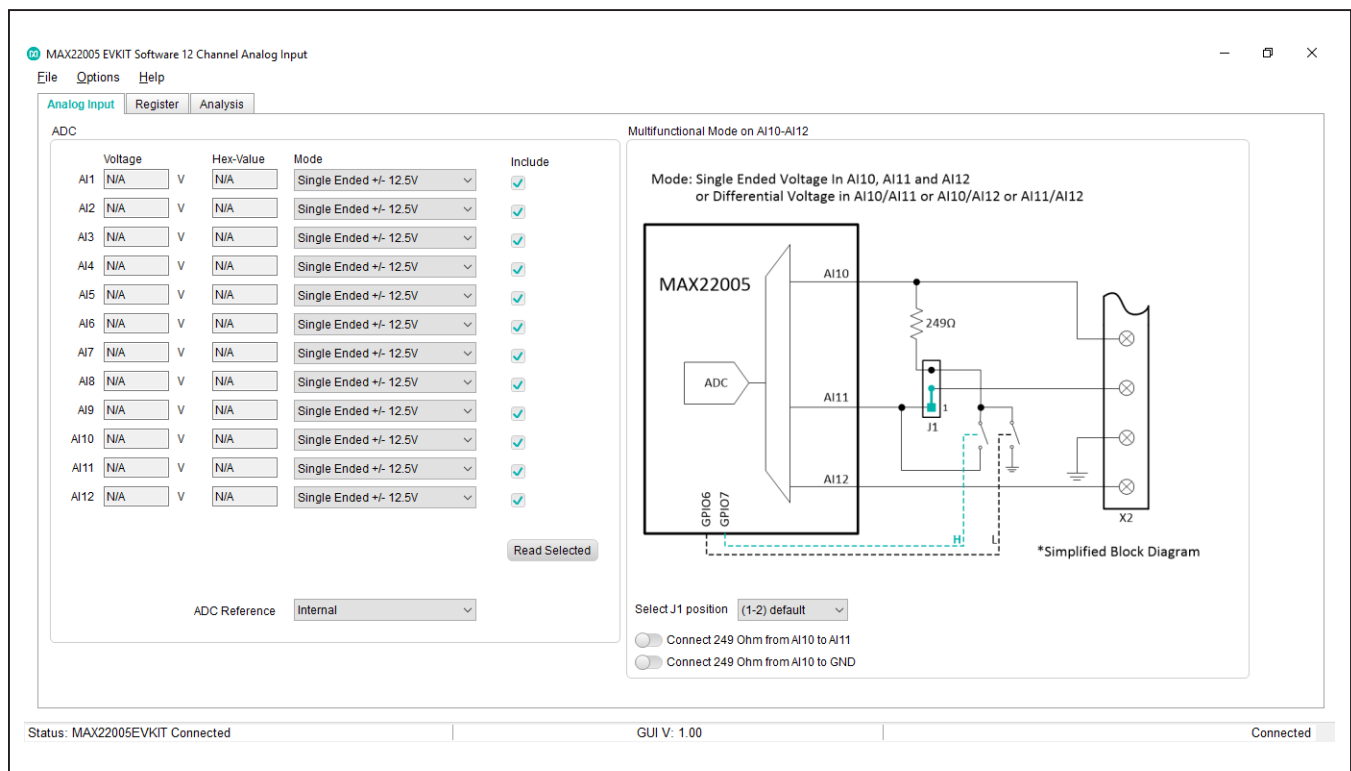 MAX22005 EVKIT Software 12 Channel Analog Input
File Options Help
Analog Input Register Analysis
ADC
Voltage Hex-Value Mode Include
AI1 N/A V N/A Single Ended +/- 12.5V
AI2 N/A V N/A Single Ended +/- 12.5V
AI3 N/A V N/A Single Ended +/- 12.5V
AI4 N/A V N/A Single Ended +/- 12.5V
AI5 N/A V N/A Single Ended +/- 12.5V
AI6 N/A V N/A Single Ended +/- 12.5V
AI7 N/A V N/A Single Ended +/- 12.5V
AI8 N/A V N/A Single Ended +/- 12.5V
AI9 N/A V N/A Single Ended +/- 12.5V
AI10 N/A V N/A Single Ended +/- 12.5V
AI11 N/A V N/A Single Ended +/- 12.5V
AI12 N/A V N/A Single Ended +/- 12.5V
Read Selected
ADC Reference Internal
Multifunctional Mode on AI10-AI12
Mode: Single Ended Voltage In AI10, AI11 and AI12
or Differential Voltage in AI10/AI11 or AI10/AI12 or AI11/AI12
MAX22005
AI10
249Ω
ADC
AI11
1
J1
AI12
GPIO6
GPIO7
H
L
X2
*Simplified Block Diagram
Select J1 position (1-2) default
Connect 249 Ohm from AI10 to AI11
Connect 249 Ohm from AI10 to GND
Status: MAX22005EVKIT Connected GUI V: 1.00 Connected